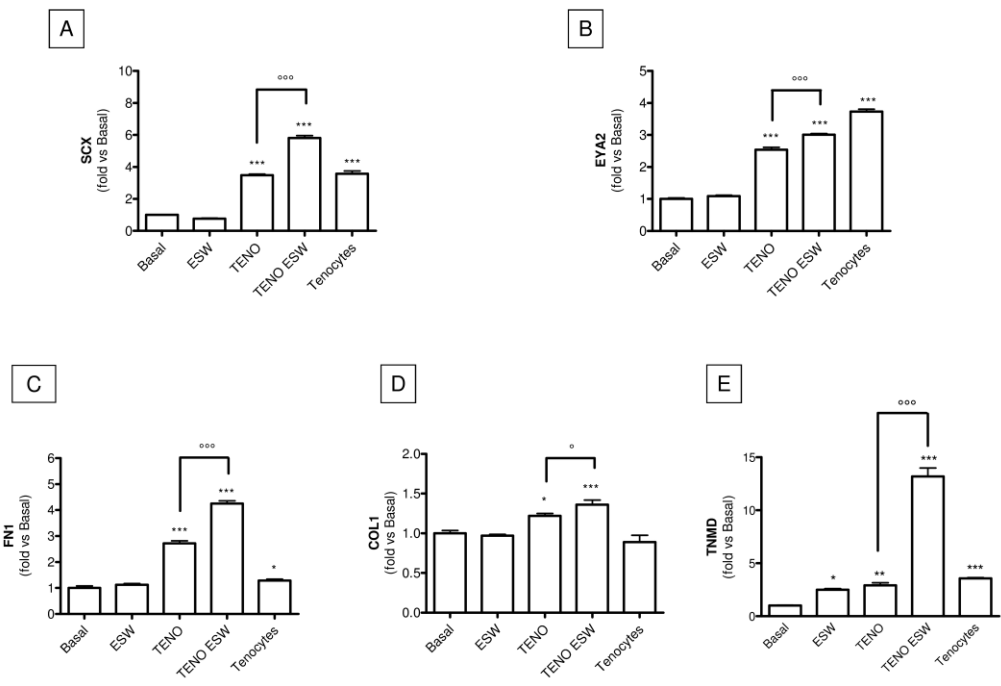 A
SCX
(fold vs Basal)
10
8
6
4
2
0
°°°
***
***
***
Basal
ESW
TENO
TENO ESW
Tenocytes
B
EYA2
(fold vs Basal)
5
4
3
2
1
0
°°°
***
***
***
Basal
ESW
TENO
TENO ESW
Tenocytes
C
FN1
(fold vs Basal)
6
5
4
3
2
1
0
°°°
***
***
*
Basal
ESW
TENO
TENO ESW
Tenocytes
D
COL1
(fold vs Basal)
2.0
1.5
1.0
0.5
0.0
°
*
***
Basal
ESW
TENO
TENO ESW
Tenocytes
E
TNMD
(fold vs Basal)
15
10
5
0
°°°
*
**
***
***
Basal
ESW
TENO
TENO ESW
Tenocytes